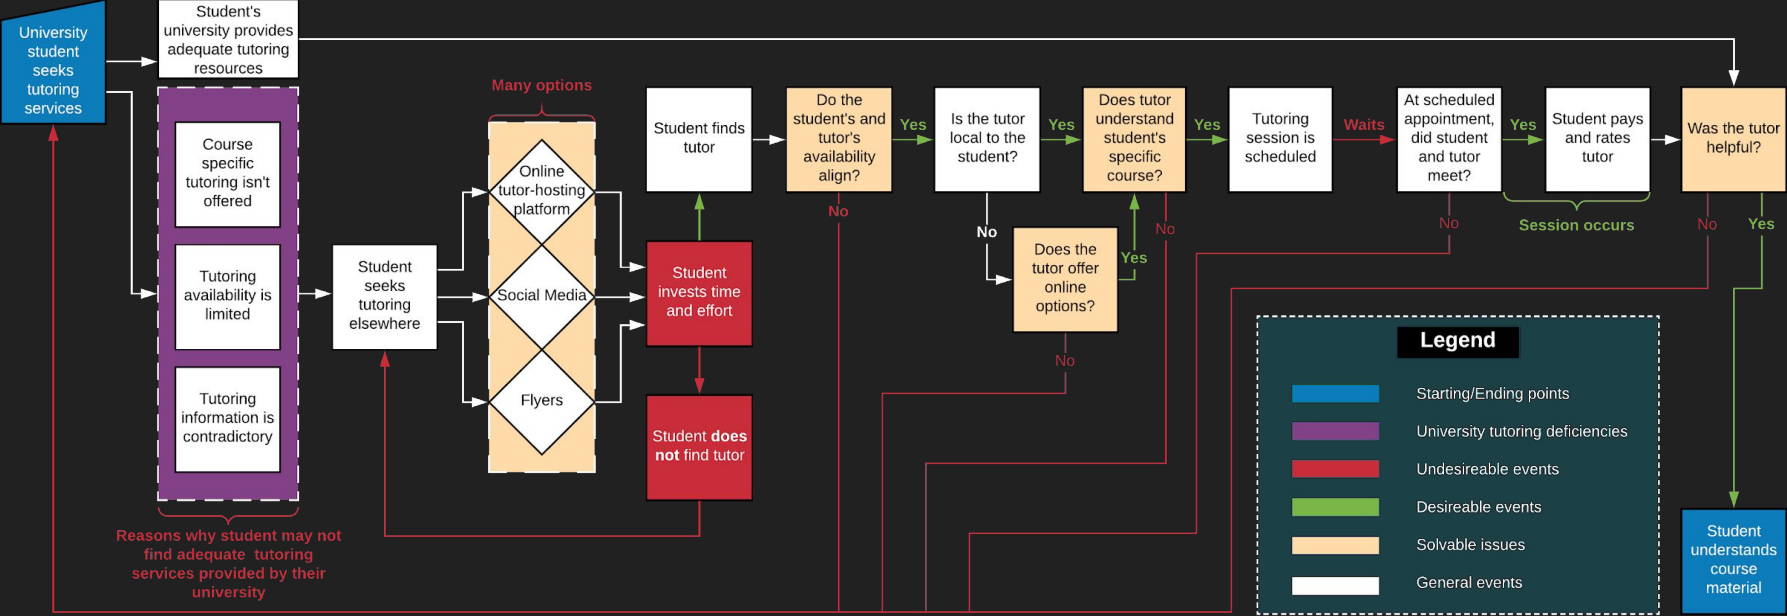 University
student
seeks
tutoring
services
Student's
university provides
adequate tutoring
resources
Course
specific
tutoring isn't
offered
Tutoring
availability is
limited
Tutoring
information is
contradictory
Reasons why student may not
find adequate tutoring
services provided by their
university
Student
seeks
tutoring
elsewhere
Many options
Online
tutor-hosting
platform
Social Media
Flyers
Student finds
tutor
Student
invests time
and effort
Student does
not find tutor
Do the
student's and
tutor's
availability
align?
Yes
No
Is the tutor
local to the
student?
Yes
No
Does the
tutor offer
online
options?
Yes
No
Does tutor
understand
student's
specific
course?
Yes
No
Tutoring
session is
scheduled
Waits
At scheduled
appointment,
did student
and tutor
meet?
Yes
No
Student pays
and rates
tutor
Session occurs
Was the tutor
helpful?
No
Yes
Student
understands
course
material
Legend
Starting/Ending points
University tutoring deficiencies
Undesireable events
Desireable events
Solvable issues
General events